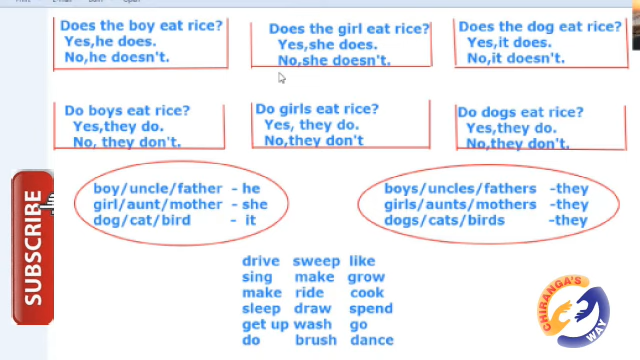 Does the boy eat rice?
Yes,he does.
No,he doesn't.
Does the girl eat rice?
Yes,she does.
No,she doesn't.
Does the dog eat rice?
Yes,it does.
No,it doesn't.
Do boys eat rice?
Yes,they do.
No, they don't.
Do girls eat rice?
Yes, they do.
No,they don't
Do dogs eat rice?
Yes,they do.
No,they don't.
boy/uncle/father - he
girl/aunt/mother - she
dog/cat/bird - it
boys/uncles/fathers -they
girls/aunts/mothers -they
dogs/cats/birds -they
drive sweep like
sing make grow
make ride cook
sleep draw spend
get up wash go
do brush dance
SUBSCRIBE
CHIRANGA'S
WAY